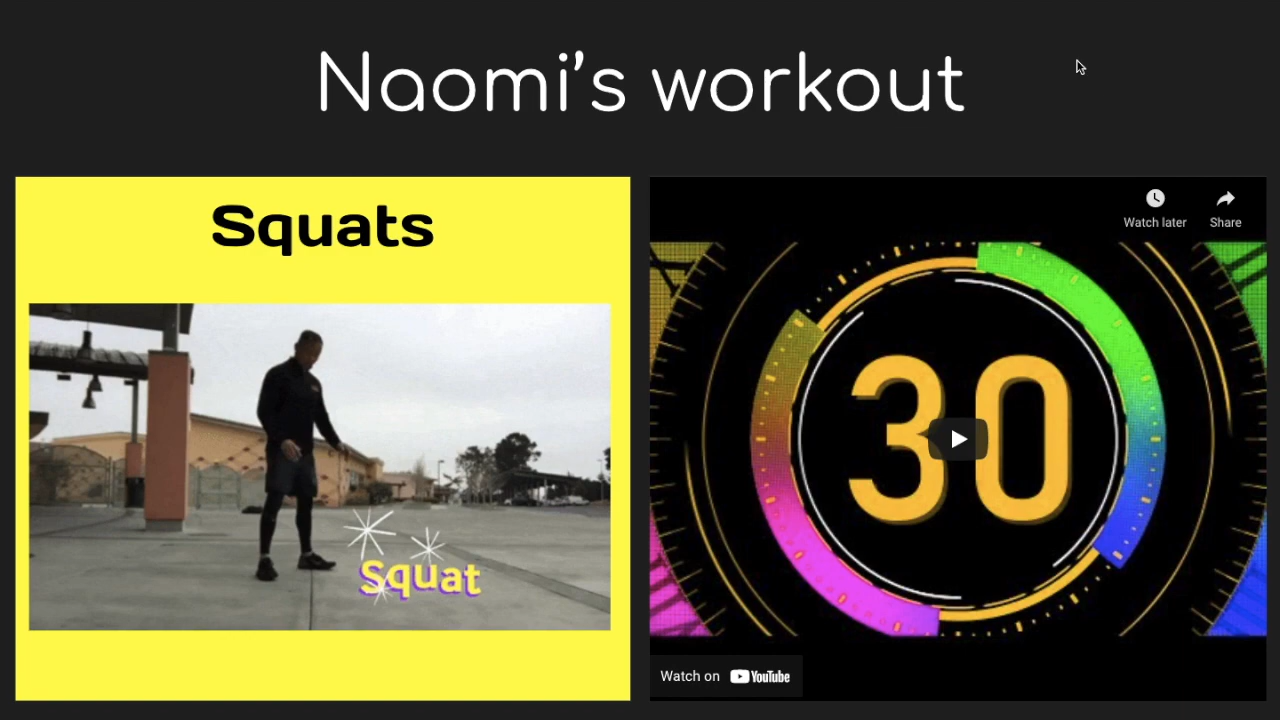 Naomi's workout
Squats
Squat
Watch later
Share
30
Watch on YouTube